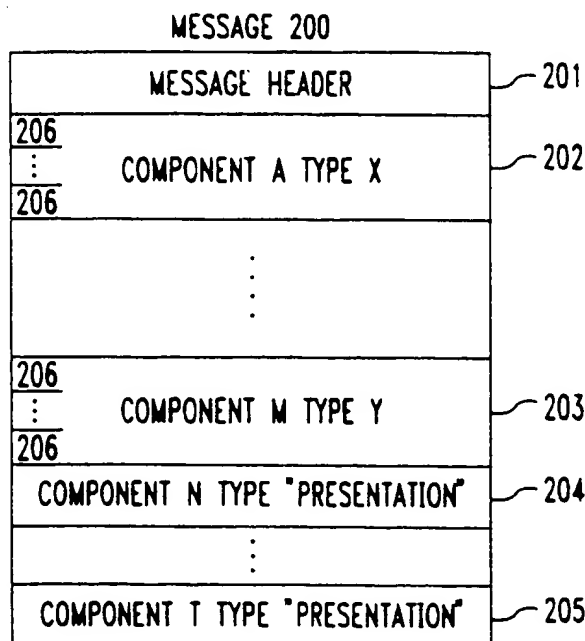 MESSAGE 200
MESSAGE HEADER
201
206
206
COMPONENT A TYPE X
202
206
206
COMPONENT M TYPE Y
203
COMPONENT N TYPE "PRESENTATION"
204
COMPONENT T TYPE "PRESENTATION"
205